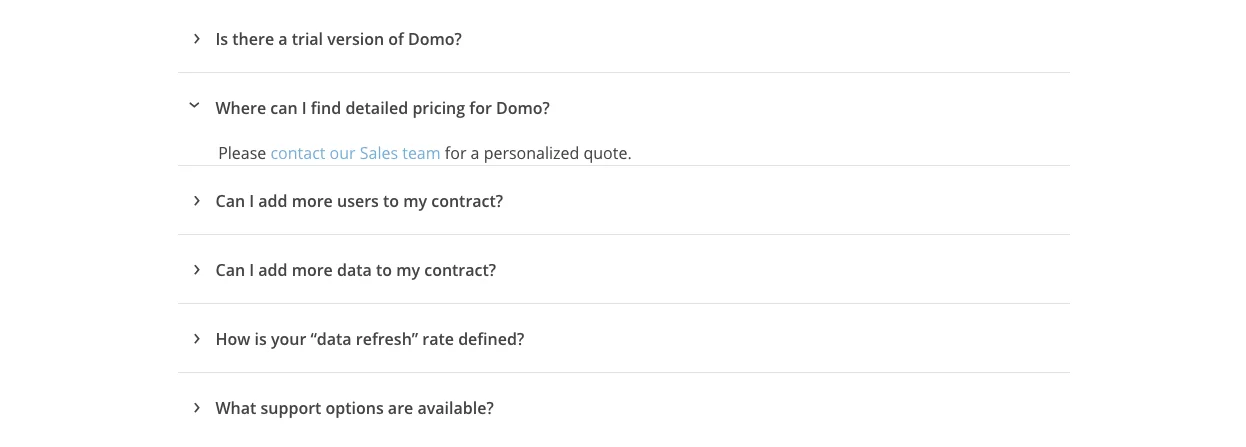 Is there a trial version of Domo?
Where can I find detailed pricing for Domo?
Please contact our Sales team for a personalized quote.
Can I add more users to my contract?
Can I add more data to my contract?
How is your “data refresh” rate defined?
What support options are available?